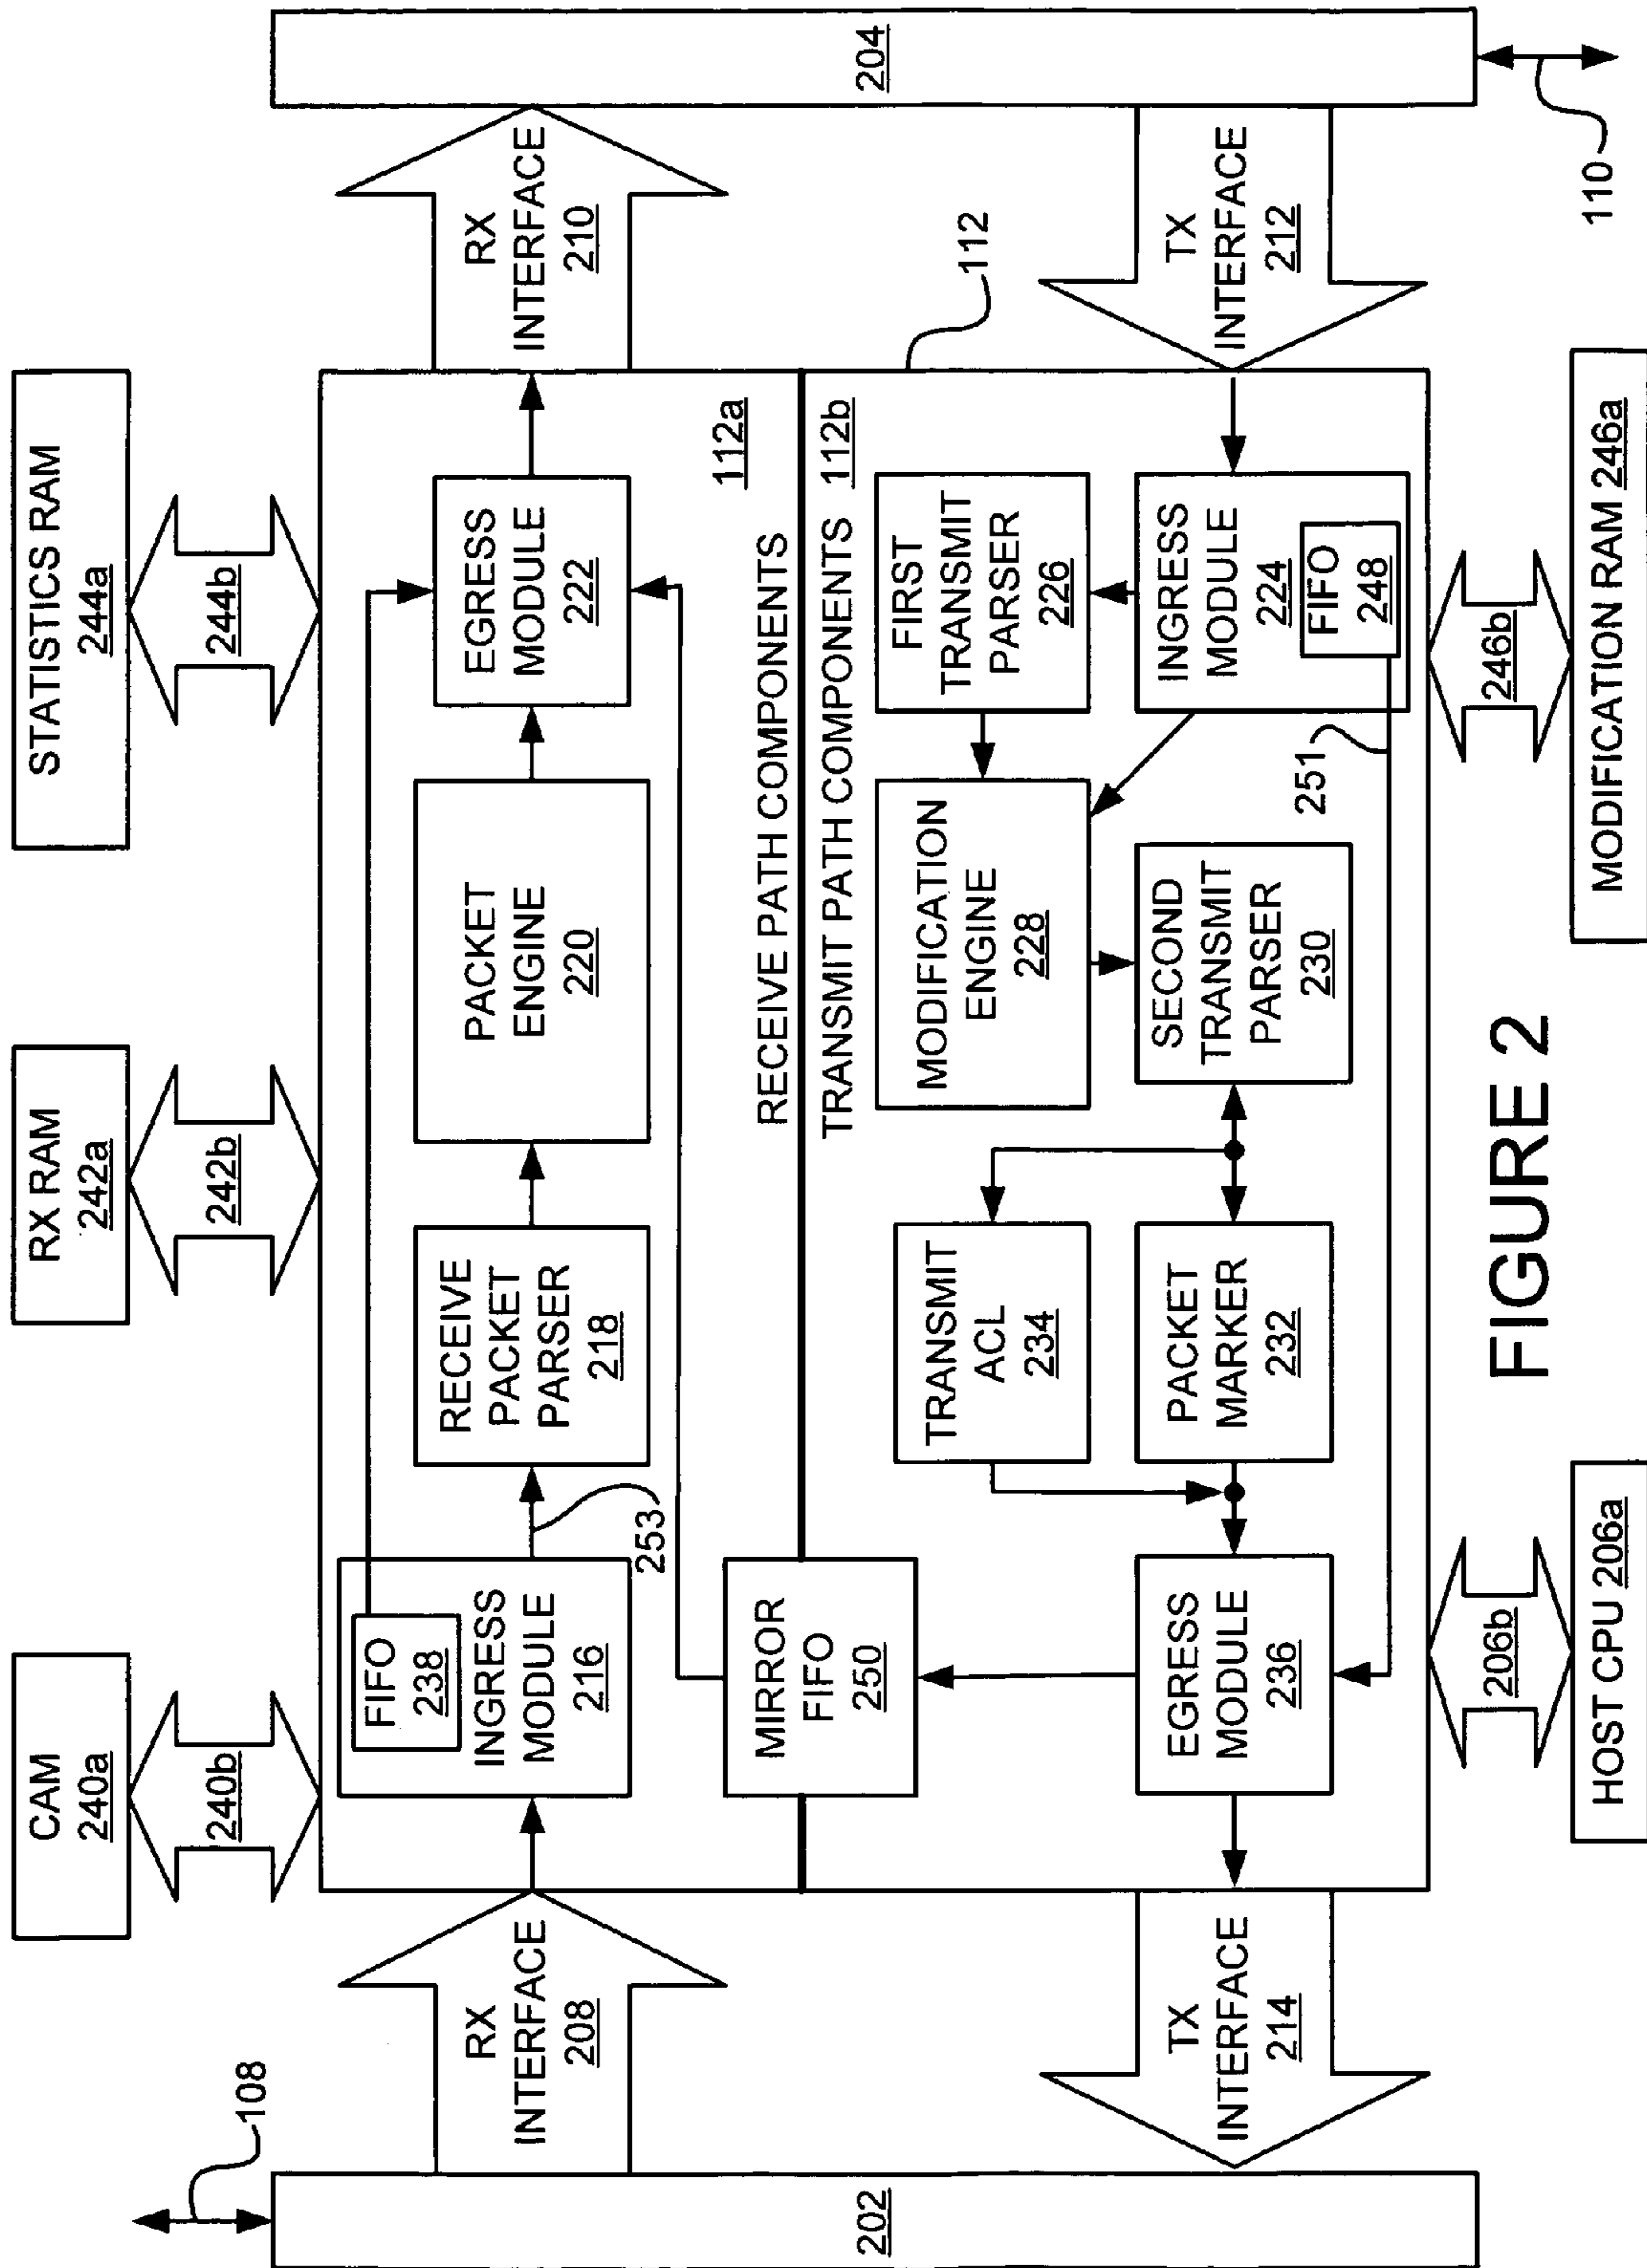 108
202
RX
INTERFACE
208
TX
INTERFACE
214
CAM
240a
240b
RX RAM
242a
242b
STATISTICS RAM
244a
244b
FIFO
238
INGRESS
MODULE
216
253
RECEIVE
PACKET
PARSER
218
PACKET
ENGINE
220
EGRESS
MODULE
222
112a
RECEIVE PATH COMPONENTS
TRANSMIT PATH COMPONENTS 112b
MIRROR
FIFO
250
EGRESS
MODULE
236
TRANSMIT
ACL
234
PACKET
MARKER
232
MODIFICATION
ENGINE
228
SECOND
TRANSMIT
PARSER
230
FIRST
TRANSMIT
PARSER
226
INGRESS
MODULE
224
FIFO
248
251
112
RX
INTERFACE
210
TX
INTERFACE
212
204
110
206b
HOST CPU 206a
246b
MODIFICATION RAM 246a
FIGURE 2